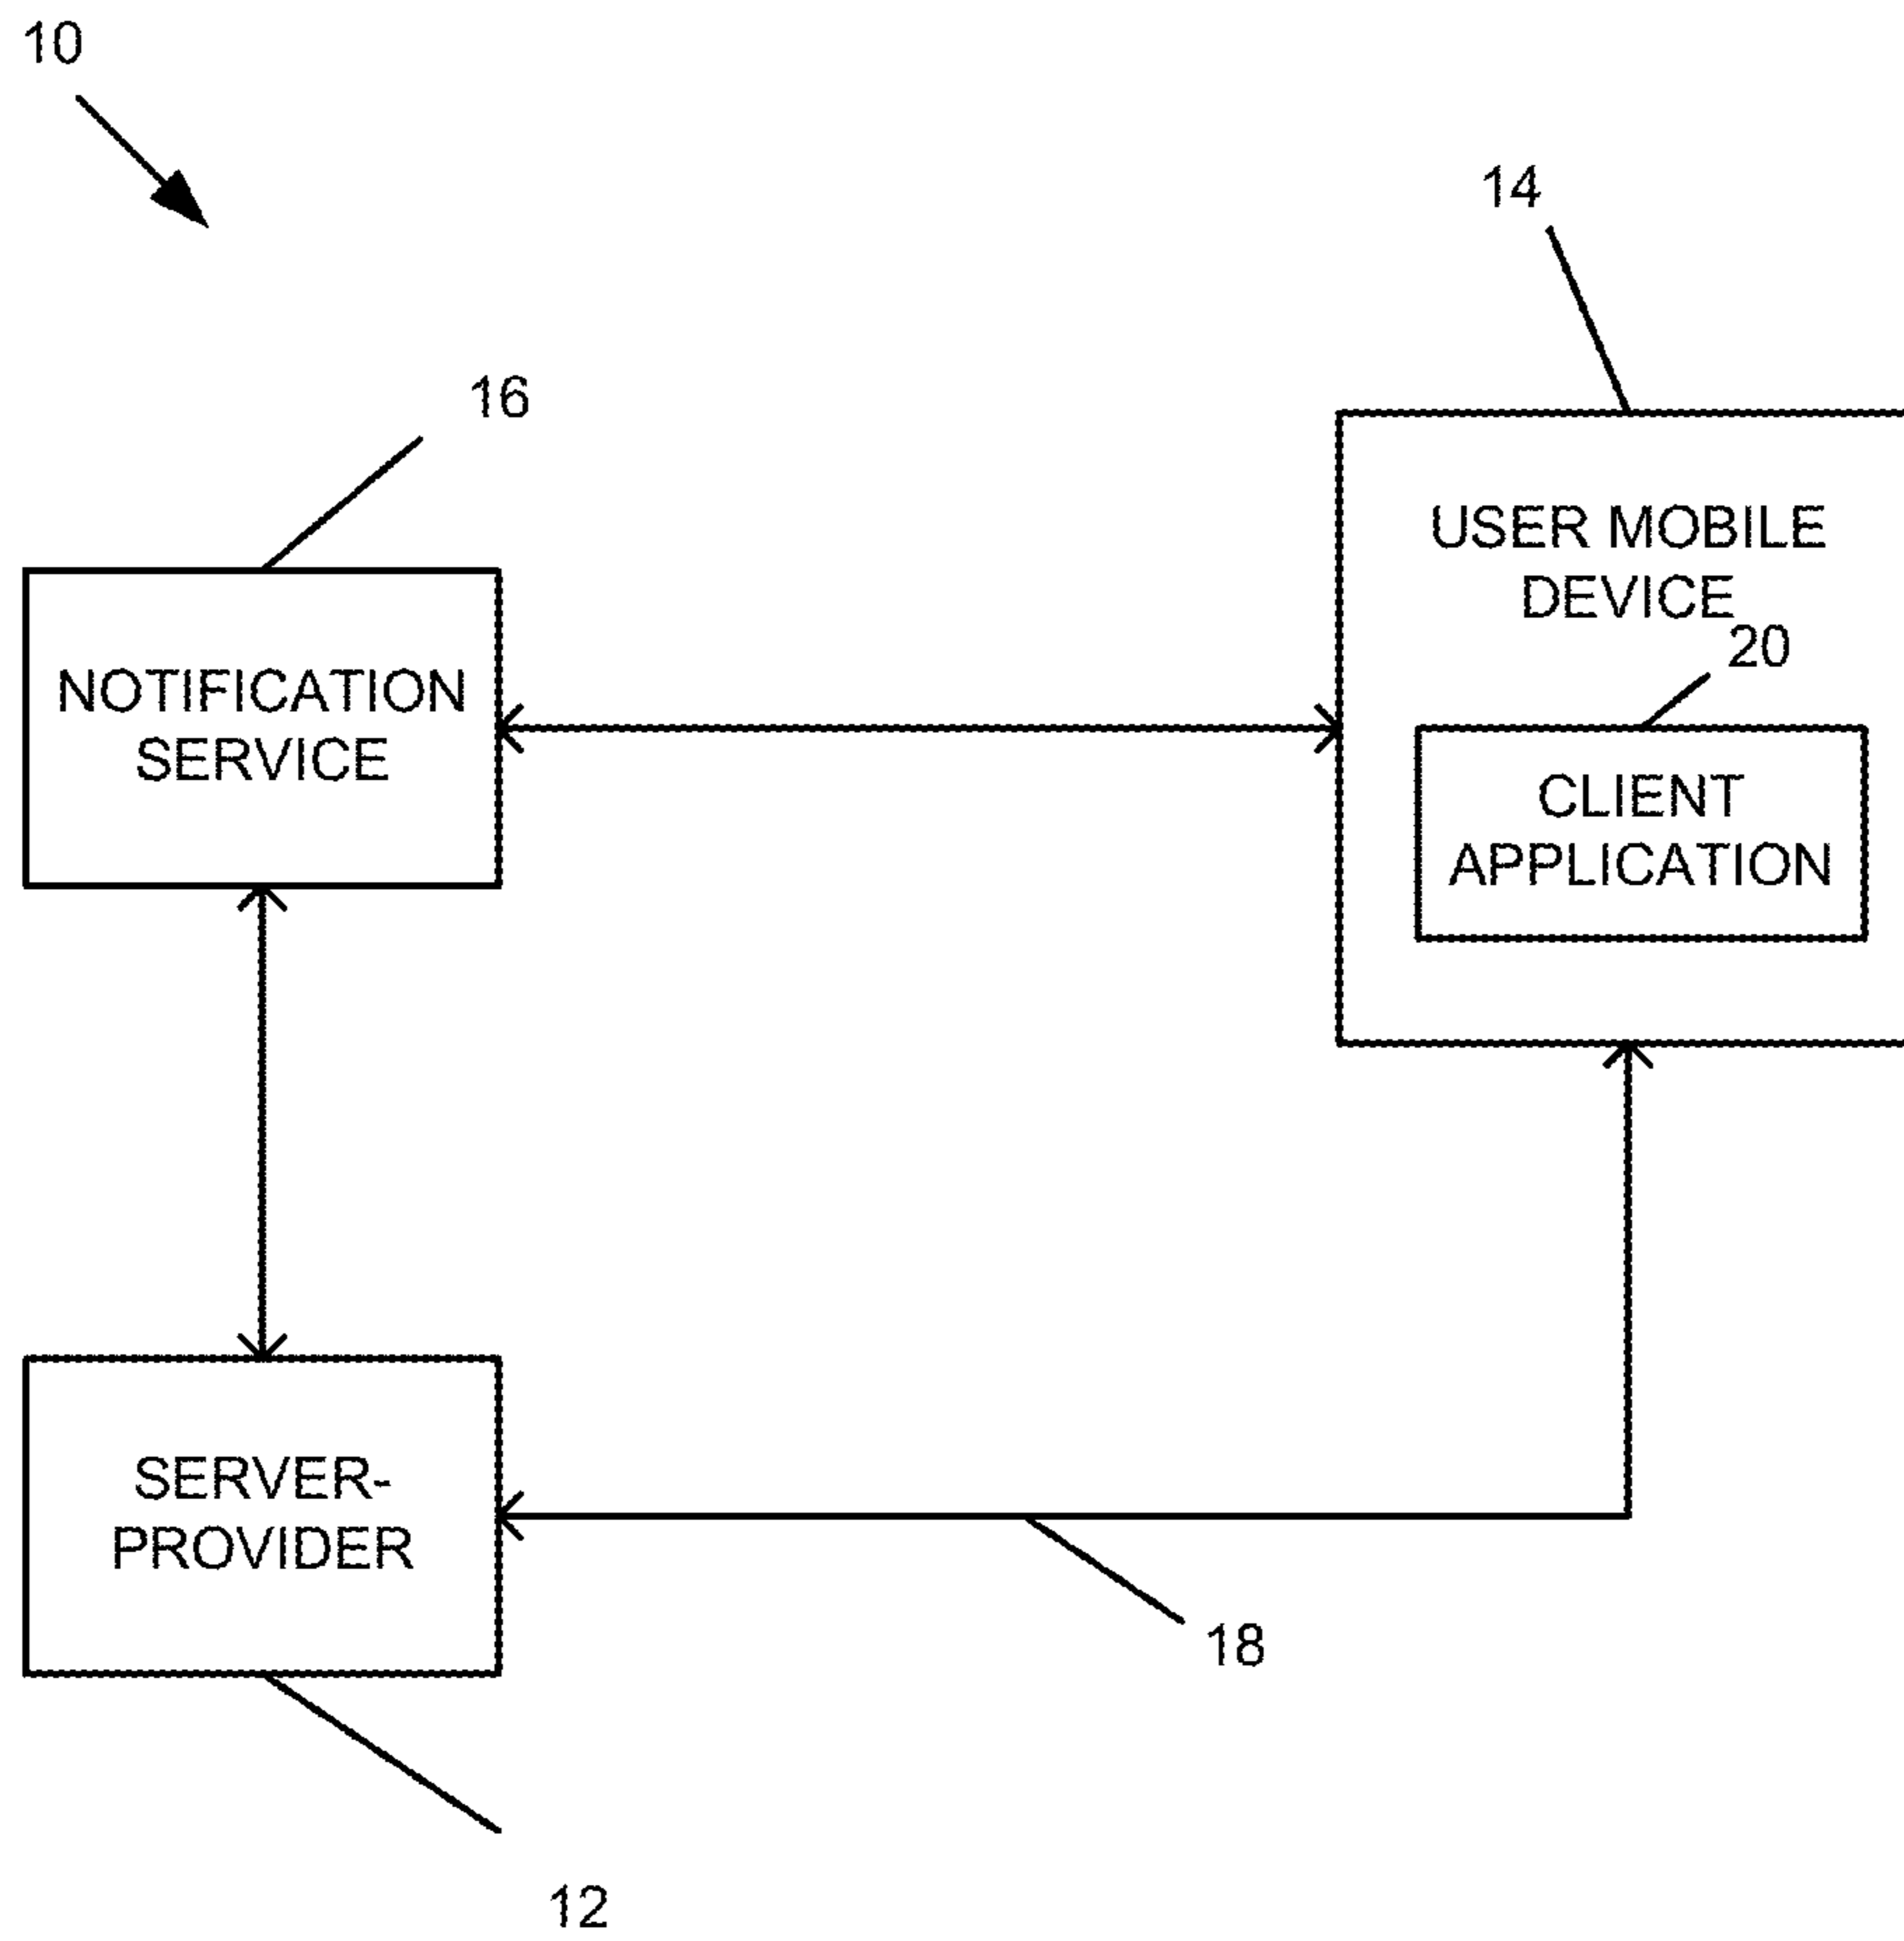 10
14
16
USER MOBILE
DEVICE
20
NOTIFICATION
SERVICE
CLIENT
APPLICATION
SERVER-
PROVIDER
18
12